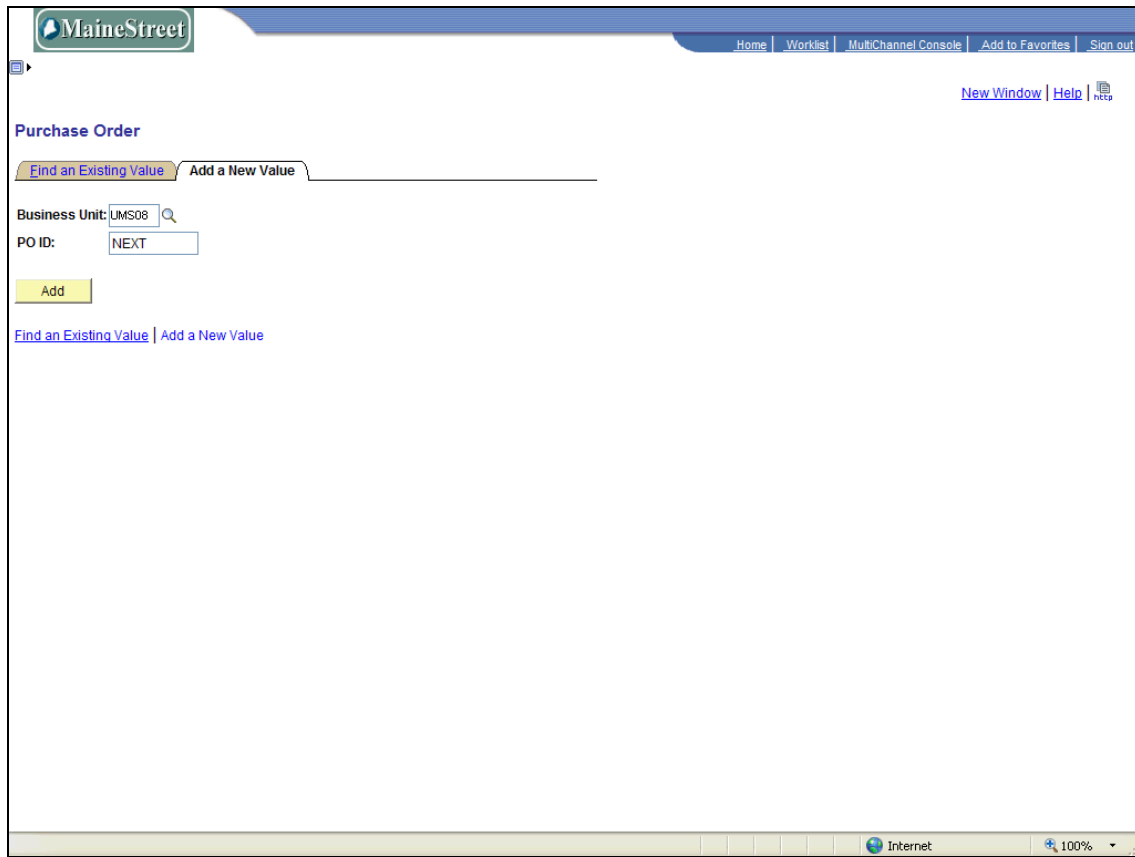 MaineStreet
Home | Worklist | MultiChannel Console | Add to Favorites | Sign out
New Window | Help | http
Purchase Order
Find an Existing Value Add a New Value
Business Unit: UMS08
PO ID: NEXT
Add
Find an Existing Value | Add a New Value
Internet 100%